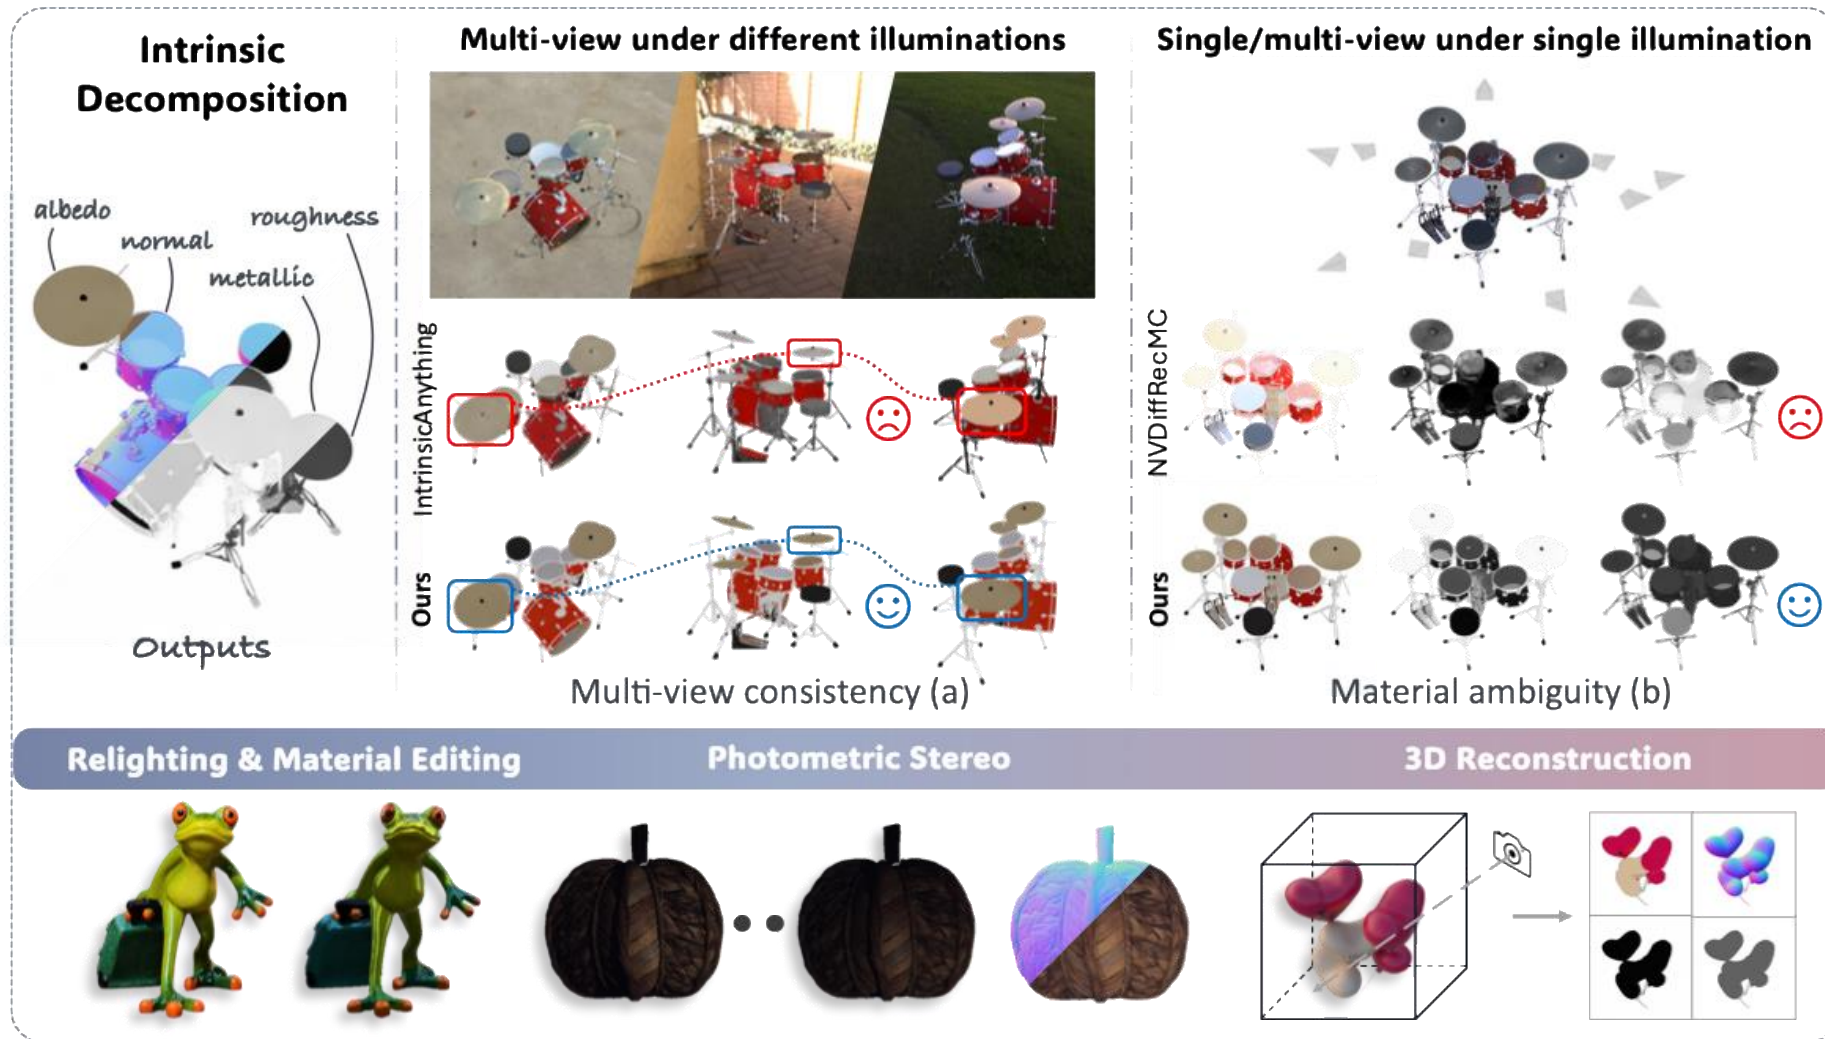 Intrinsic
Decomposition
albedo
normal
metallic
roughness
Outputs
Multi-view under different illuminations
IntrinsicAnything
Ours
Multi-view consistency (a)
Single/multi-view under single illumination
NVDiffRecMC
Ours
Material ambiguity (b)
Relighting & Material Editing
Photometric Stereo
3D Reconstruction